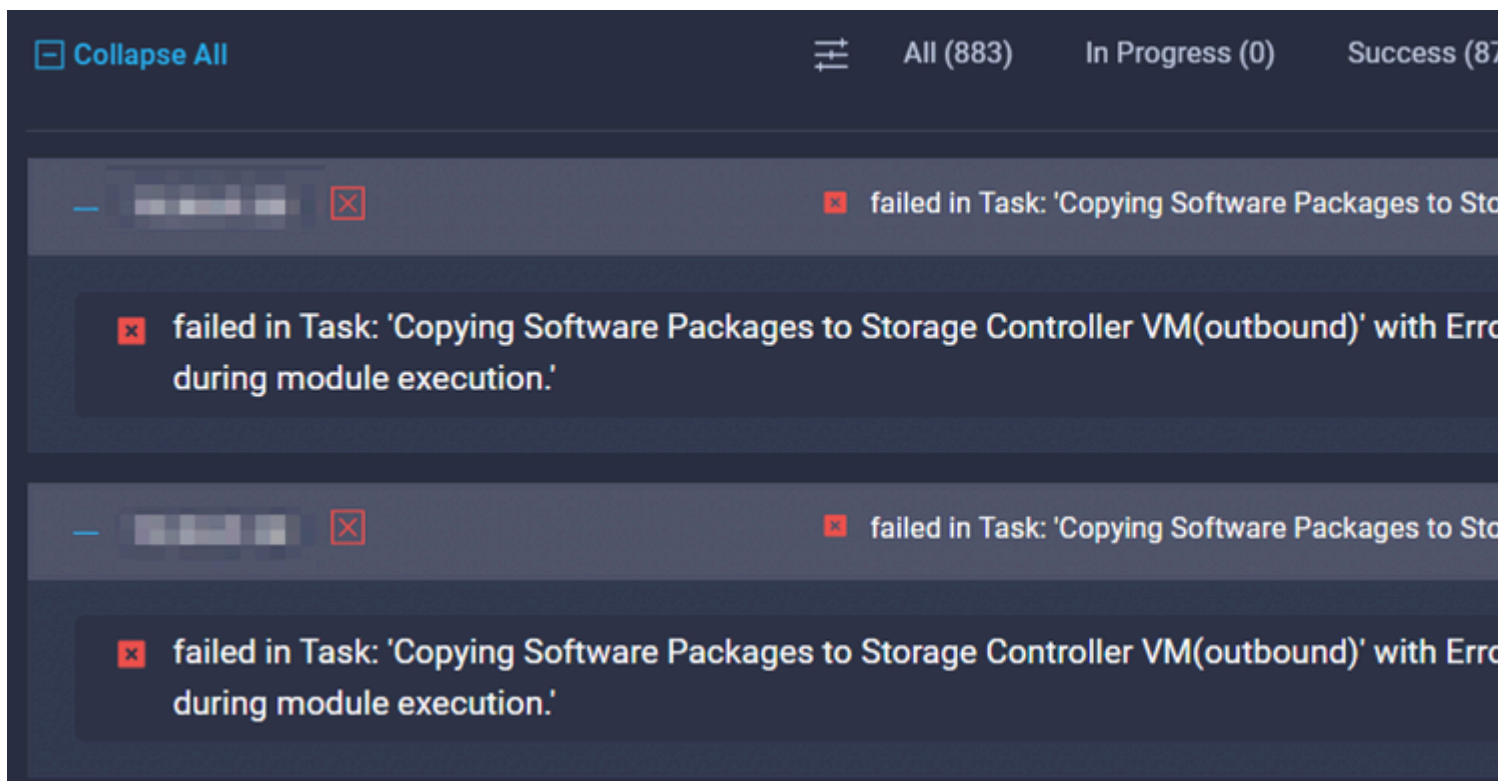 Collapse All All (883) In Progress (0) Success (87
failed in Task: 'Copying Software Packages to Sto
failed in Task: 'Copying Software Packages to Storage Controller VM(outbound)' with Erro
during module execution.'
failed in Task: 'Copying Software Packages to Sto
failed in Task: 'Copying Software Packages to Storage Controller VM(outbound)' with Erro
during module execution.'